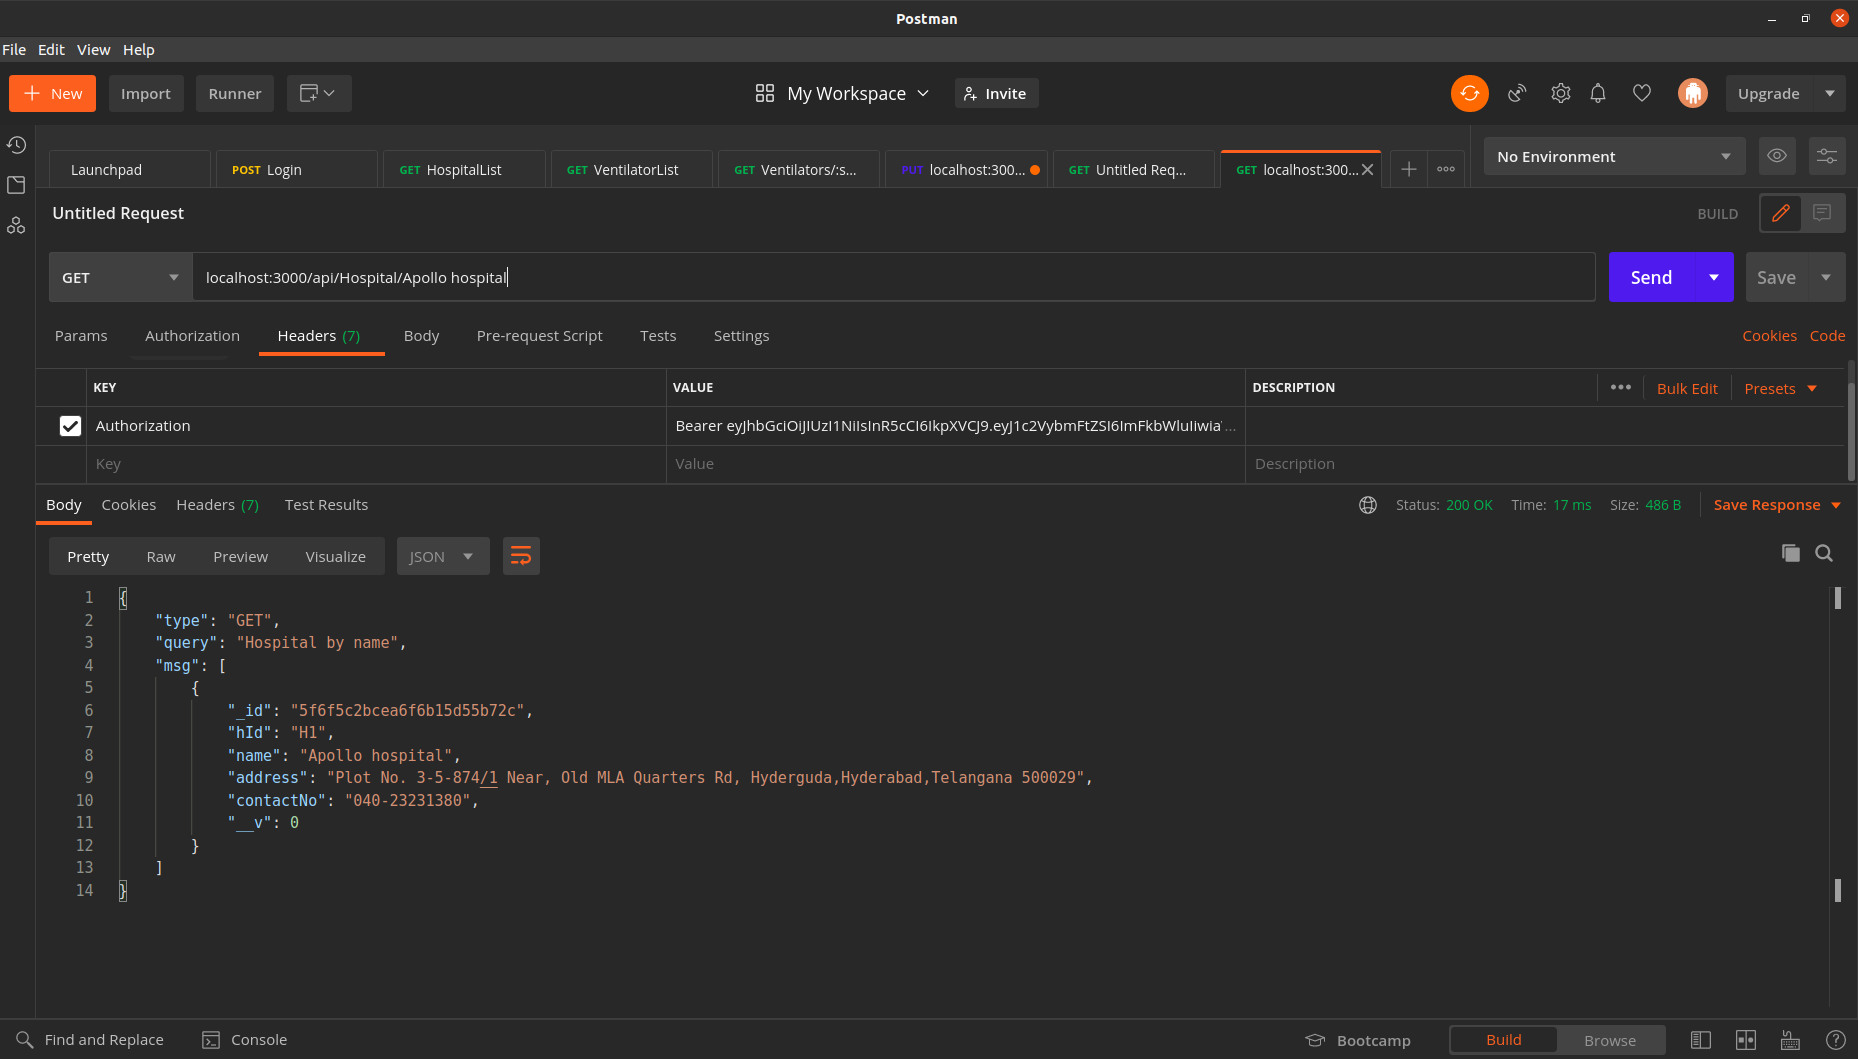 Postman
File Edit View Help
New Import Runner My Workspace Invite Upgrade
Launchpad POST Login GET HospitalList GET VentilatorList GET Ventilators/:s... PUT localhost:300... GET Untitled Req... GET localhost:300... No Environment
Untitled Request BUILD
GET localhost:3000/api/Hospital/Apollo hospital Send Save
Params Authorization Headers (7) Body Pre-request Script Tests Settings Cookies Code
KEY VALUE DESCRIPTION Bulk Edit Presets
Authorization Bearer eyJhbGciOiJIUzI1NiIsInR5cCI6IkpXVCJ9.eyJ1c2VybmFtZSI6ImFkbWluIiwia ...
Key Value Description
Body Cookies Headers (7) Test Results Status: 200 OK Time: 17 ms Size: 486 B Save Response
Pretty Raw Preview Visualize JSON
1 {
2 "type": "GET",
3 "query": "Hospital by name",
4 "msg": [
5 {
6 "_id": "5f6f5c2bcea6f6b15d55b72c",
7 "hId": "H1",
8 "name": "Apollo hospital",
9 "address": "Plot No. 3-5-874/1 Near, Old MLA Quarters Rd, Hyderguda,Hyderabad,Telangana 500029",
10 "contactNo": "040-23231380",
11 "__v": 0
12 }
13 ]
14 }
Find and Replace Console Bootcamp Build Browse